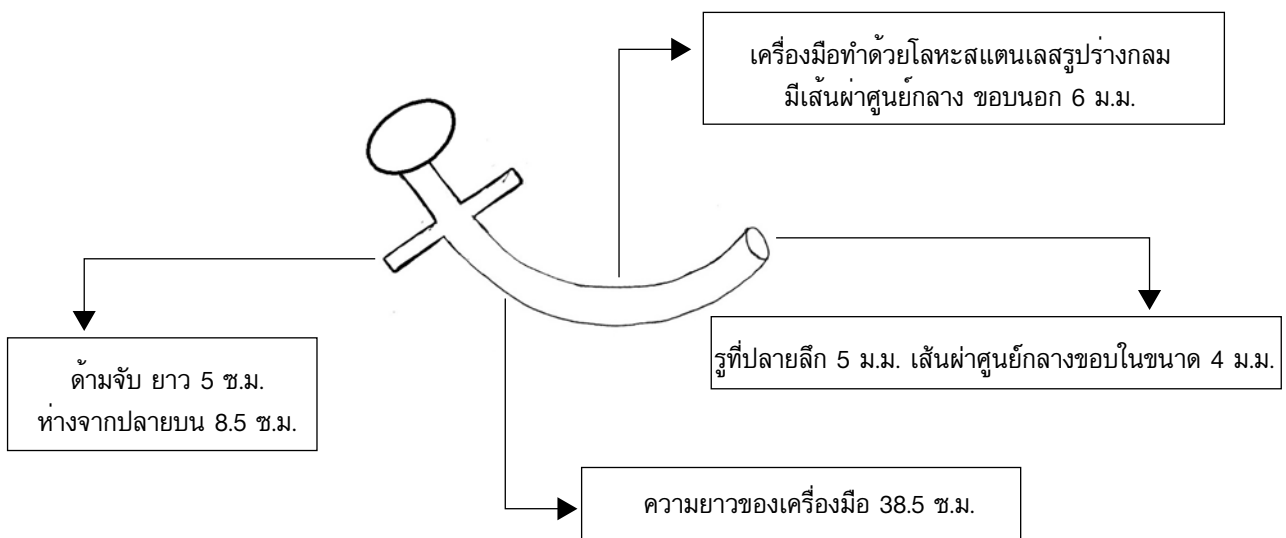 เครื่องมือทำด้วยโลหะสแตนเลสรูปร่างกลม
มีเส้นผ่าศูนย์กลาง ขอบนอก 6 ม.ม.
รูที่ปลายลึก 5 ม.ม. เส้นผ่าศูนย์กลางขอบในขนาด 4 ม.ม.
ด้ามจับ ยาว 5 ซ.ม.
ห่างจากปลายบน 8.5 ซ.ม.
ความยาวของเครื่องมือ 38.5 ซ.ม.